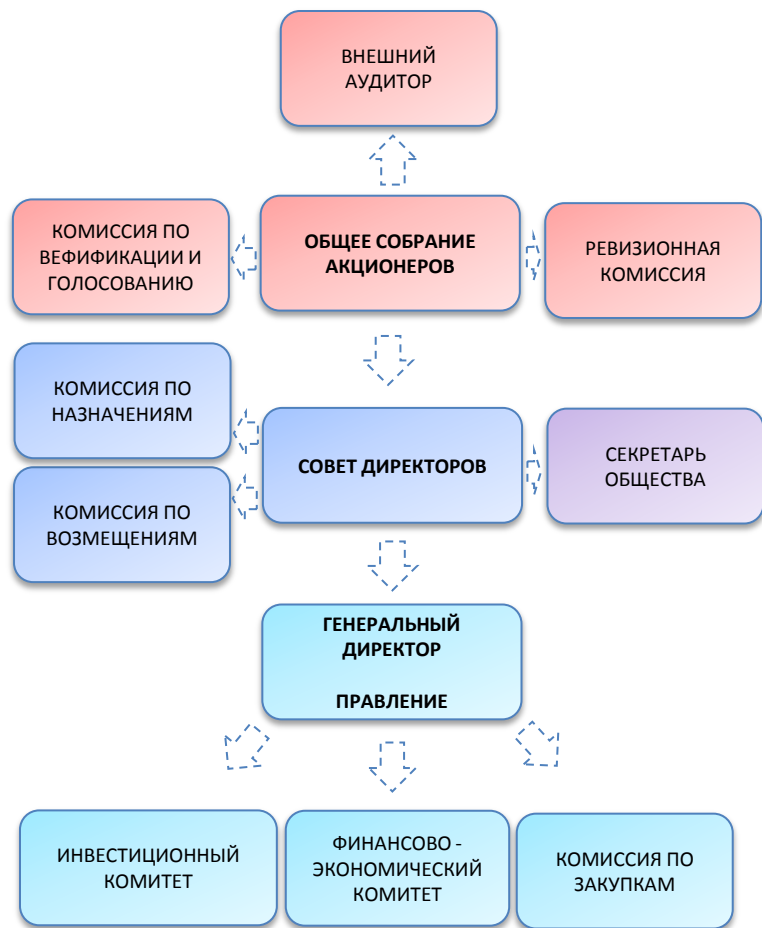 ВНЕШНИЙ
АУДИТОР
КОМИССИЯ ПО
ВЕФИФИКАЦИИ И
ГОЛОСОВАНИЮ
ОБЩЕЕ СОБРАНИЕ
АКЦИОНЕРОВ
РЕВИЗИОННАЯ
КОМИССИЯ
КОМИССИЯ ПО
НАЗНАЧЕНИЯМ
КОМИССИЯ ПО
ВОЗМЕЩЕНИЯМ
СОВЕТ ДИРЕКТОРОВ
СЕКРЕТАРЬ
ОБЩЕСТВА
ГЕНЕРАЛЬНЫЙ
ДИРЕКТОР
ПРАВЛЕНИЕ
ИНВЕСТИЦИОННЫЙ
КОМИТЕТ
ФИНАНСОВО -
ЭКОНОМИЧЕСКИЙ
КОМИТЕТ
КОМИССИЯ ПО
ЗАКУПКАМ